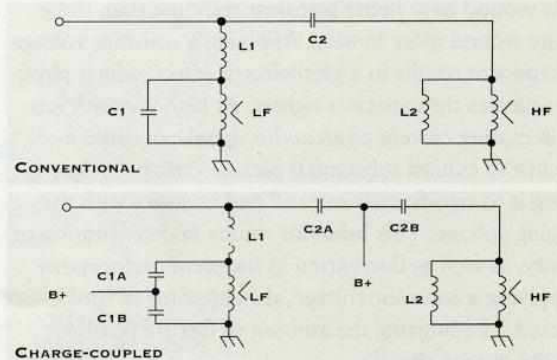 C2
L1
C1
LF
L2
HF
CONVENTIONAL
C2A
C2B
L1
C1A
B+
B+
L2
HF
LF
C1B
CHARGE-COUPLED